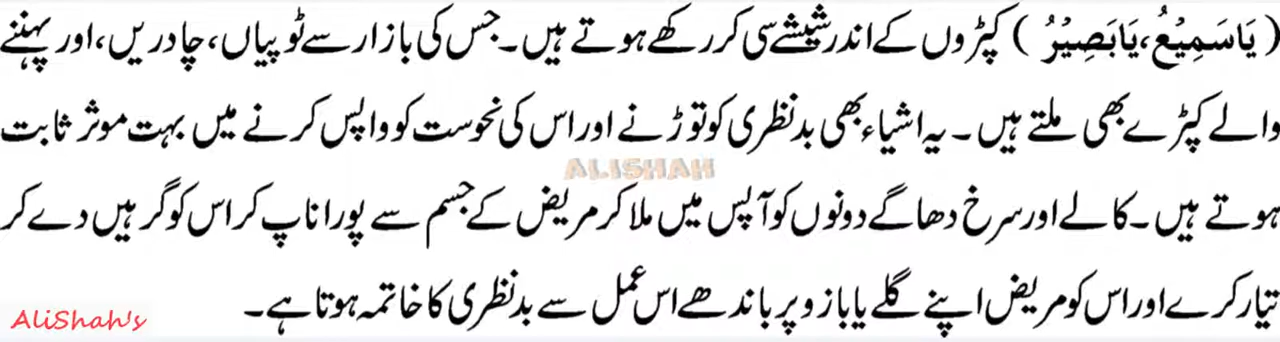 (یَاسَمِیْعُ،یَابَصِیْرُ) کپڑوں کے اندر شیشے سی کر رکھے ہوتے ہیں۔ جس کی بازار سے ٹوپیاں، چادریں، اور پہننے
والے کپڑے بھی ملتے ہیں۔ یہ اشیاء بھی بدنظری کو توڑنے اور اس کی نحوست کو واپس کرنے میں بہت موثر ثابت
ALISHAH
ہوتے ہیں۔ کالے اور سرخ دھاگے دونوں کو آپس میں ملا کر مریض کے جسم سے پورا ناپ کر اس کو گرہیں دے کر
تیار کرے اور اس کو مریض اپنے گلے یا بازو پر باندھے اس عمل سے بدنظری کا خاتمہ ہوتا ہے۔
AliShah's